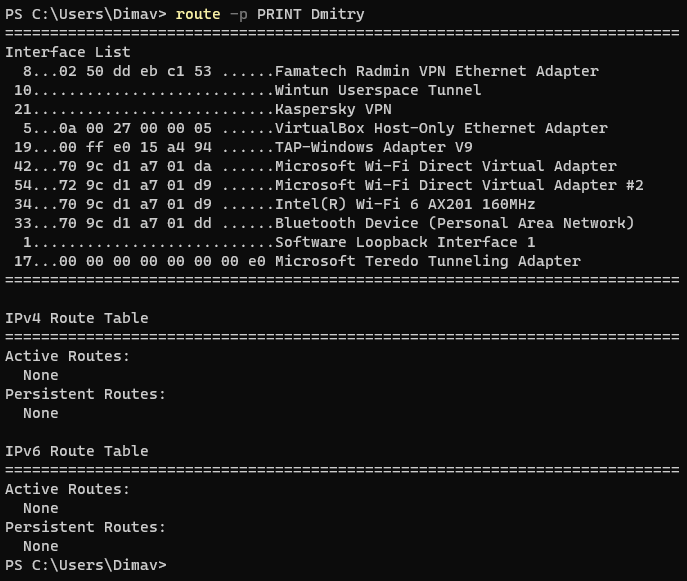 PS C:\Users\Dimav> route -p PRINT Dmitry
===========================================================================
Interface List
  8...02 50 dd eb c1 53 ......Famatech Radmin VPN Ethernet Adapter
 10...........................Wintun Userspace Tunnel
 21...........................Kaspersky VPN
  5...0a 00 27 00 00 05 ......VirtualBox Host-Only Ethernet Adapter
 19...00 ff e0 15 a4 94 ......TAP-Windows Adapter V9
 42...70 9c d1 a7 01 da ......Microsoft Wi-Fi Direct Virtual Adapter
 54...72 9c d1 a7 01 d9 ......Microsoft Wi-Fi Direct Virtual Adapter #2
 34...70 9c d1 a7 01 d9 ......Intel(R) Wi-Fi 6 AX201 160MHz
 33...70 9c d1 a7 01 dd ......Bluetooth Device (Personal Area Network)
  1...........................Software Loopback Interface 1
 17...00 00 00 00 00 00 00 e0 Microsoft Teredo Tunneling Adapter
===========================================================================

IPv4 Route Table
===========================================================================
Active Routes:
  None
Persistent Routes:
  None

IPv6 Route Table
===========================================================================
Active Routes:
  None
Persistent Routes:
  None
PS C:\Users\Dimav>